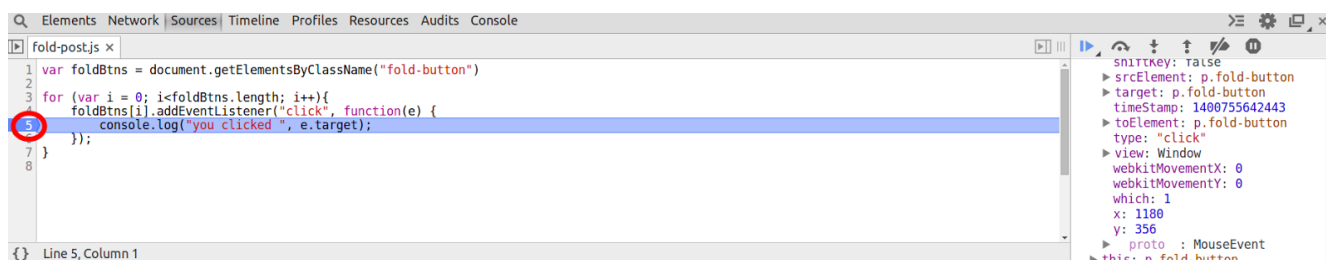 Elements Network Sources Timeline Profiles Resources Audits Console
fold-post.js ×
1 var foldBtns = document.getElementsByClassName("fold-button")
2
3 for (var i = 0; i<foldBtns.length; i++){
4 foldBtns[i].addEventListener("click", function(e) {
5 console.log("you clicked ", e.target);
6 });
7 }
8
{} Line 5, Column 1
shiftKey: false
srcElement: p.fold-button
target: p.fold-button
timeStamp: 1400755642443
toElement: p.fold-button
type: "click"
view: Window
webkitMovementX: 0
webkitMovementY: 0
which: 1
x: 1180
y: 356
proto : MouseEvent
this: p.fold-button